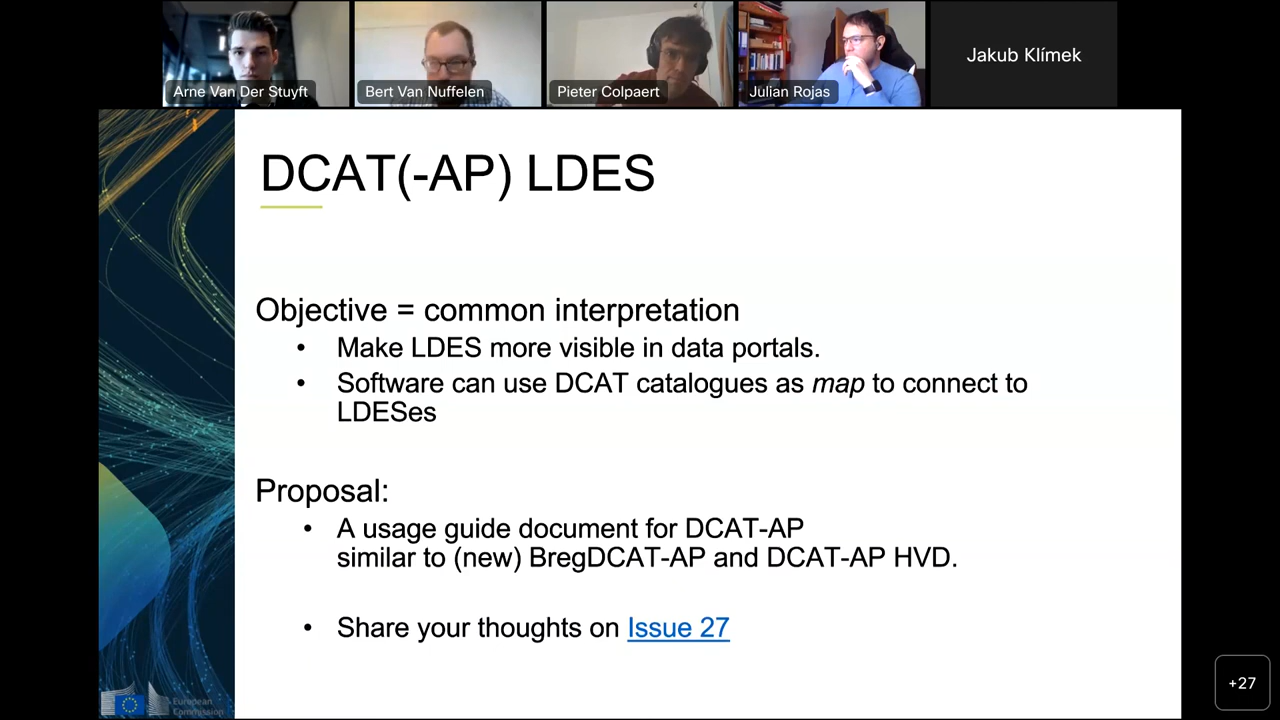 Arne Van Der Stuyft
Bert Van Nuffelen
Pieter Colpaert
Julian Rojas
Jakub Klímek
DCAT(-AP) LDES
Objective = common interpretation
• Make LDES more visible in data portals.
• Software can use DCAT catalogues as map to connect to
LDESes
Proposal:
• A usage guide document for DCAT-AP
similar to (new) BregDCAT-AP and DCAT-AP HVD.
• Share your thoughts on Issue 27
European
Commission
+27